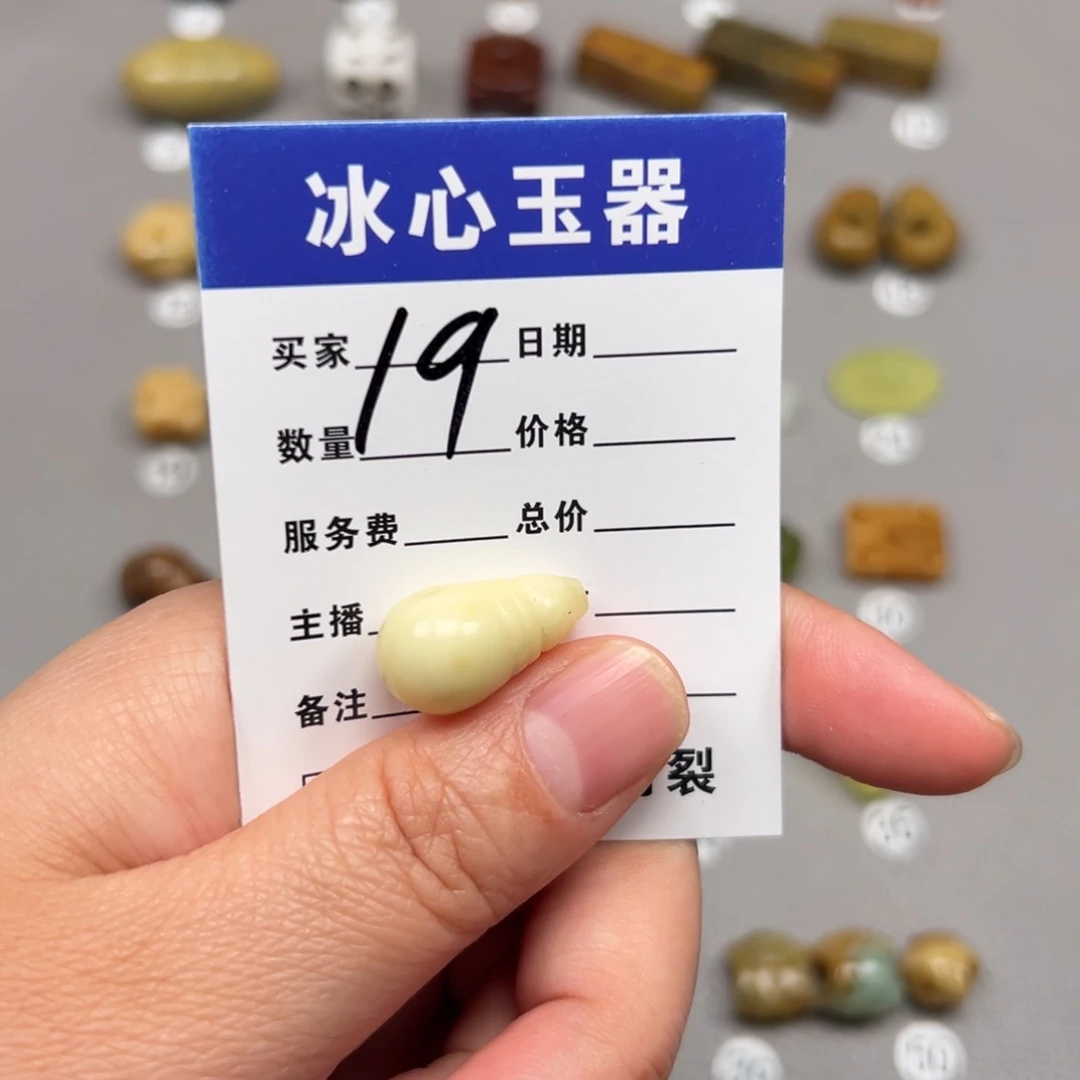 冰心玉器
买家 19 日期
数量 价格
服务费 总价
主播
备注
裂